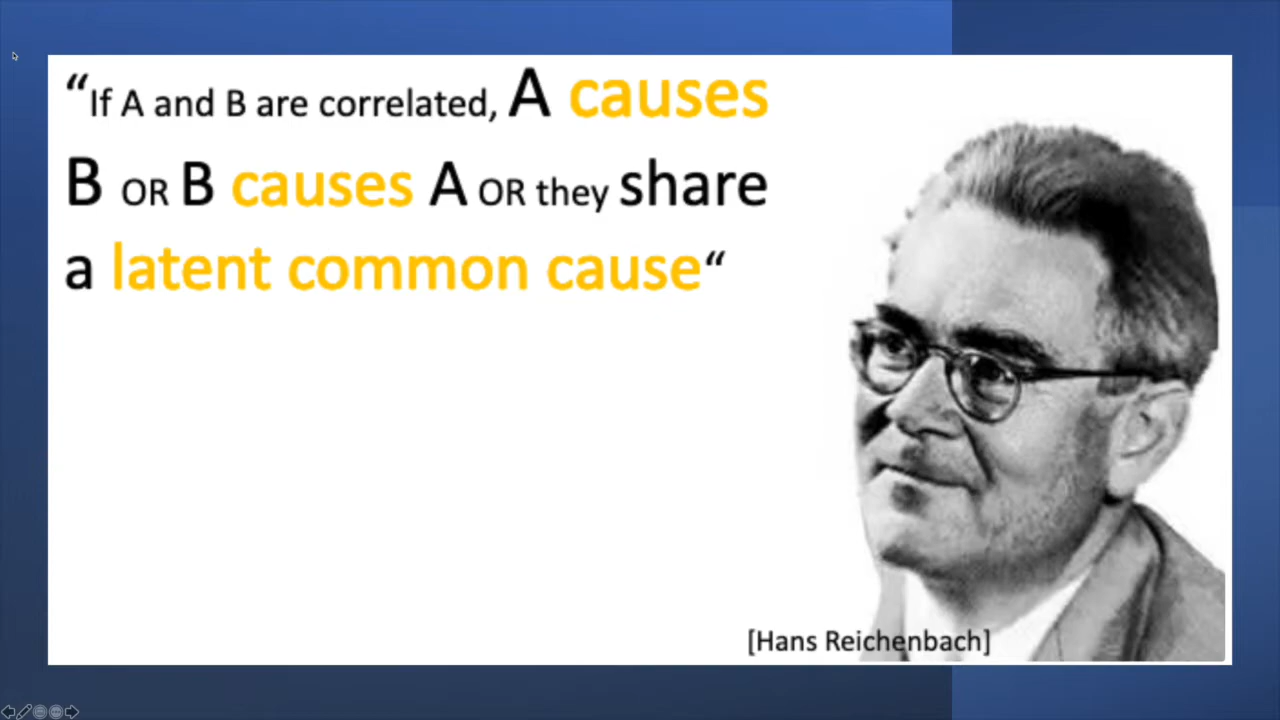 “If A and B are correlated, A causes
B OR B causes A OR they share
a latent common cause“
[Hans Reichenbach]